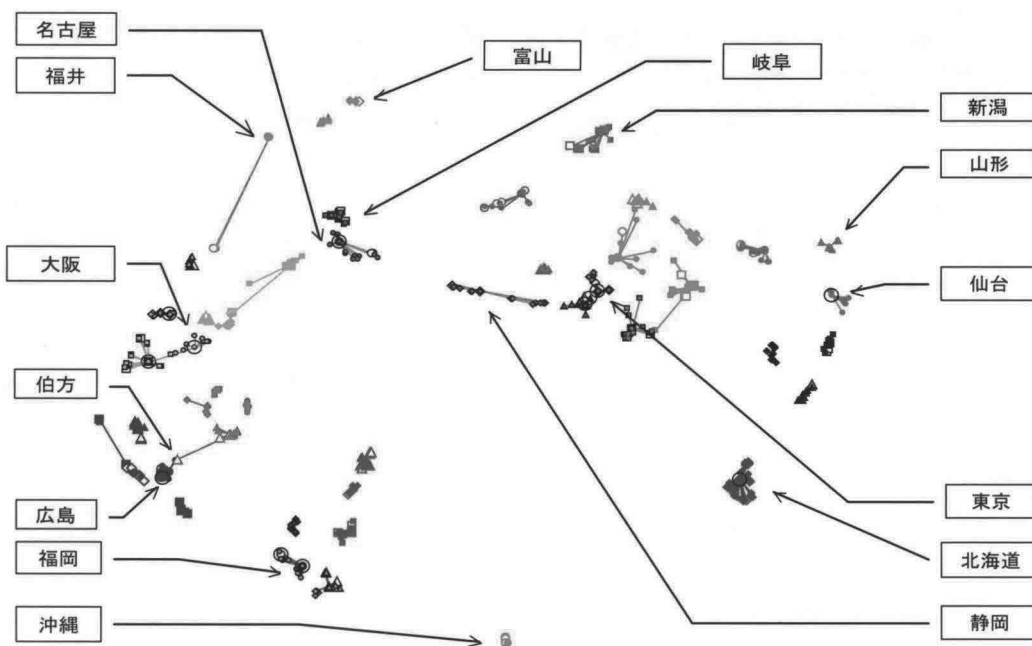 名古屋
福井
富山
岐阜
新潟
山形
大阪
仙台
伯方
広島
福岡
沖縄
東京
北海道
静岡